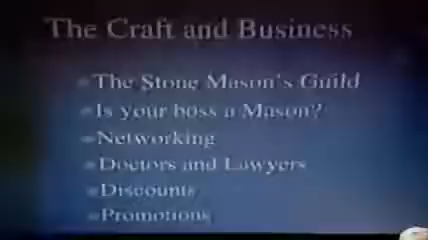 The Craft and Business
The Stone Mason's Guild
Is your boss a Mason?
Networking
Doctors and Lawyers
Discounts
Promotions